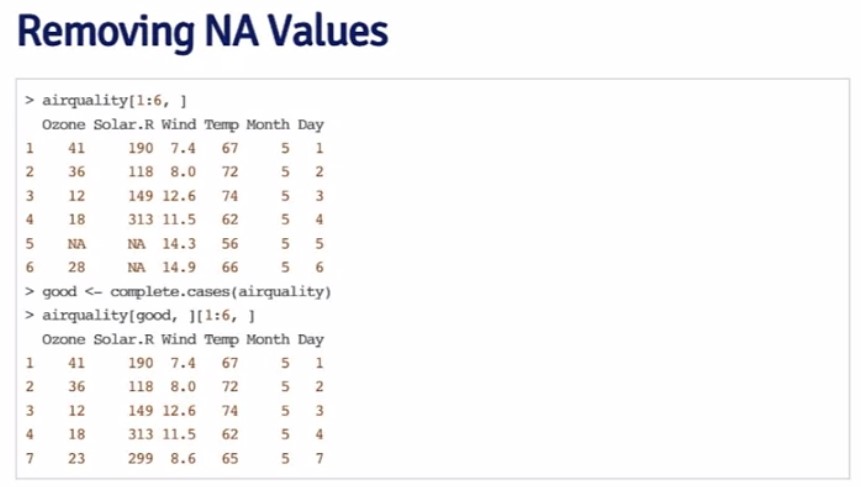 Removing NA Values
> airquality[1:6, ]
Ozone Solar.R Wind Temp Month Day
1 41 190 7.4 67 5 1
2 36 118 8.0 72 5 2
3 12 149 12.6 74 5 3
4 18 313 11.5 62 5 4
5 NA NA 14.3 56 5 5
6 28 NA 14.9 66 5 6
> good <- complete.cases(airquality)
> airquality[good, ][1:6, ]
Ozone Solar.R Wind Temp Month Day
1 41 190 7.4 67 5 1
2 36 118 8.0 72 5 2
3 12 149 12.6 74 5 3
4 18 313 11.5 62 5 4
7 23 299 8.6 65 5 7